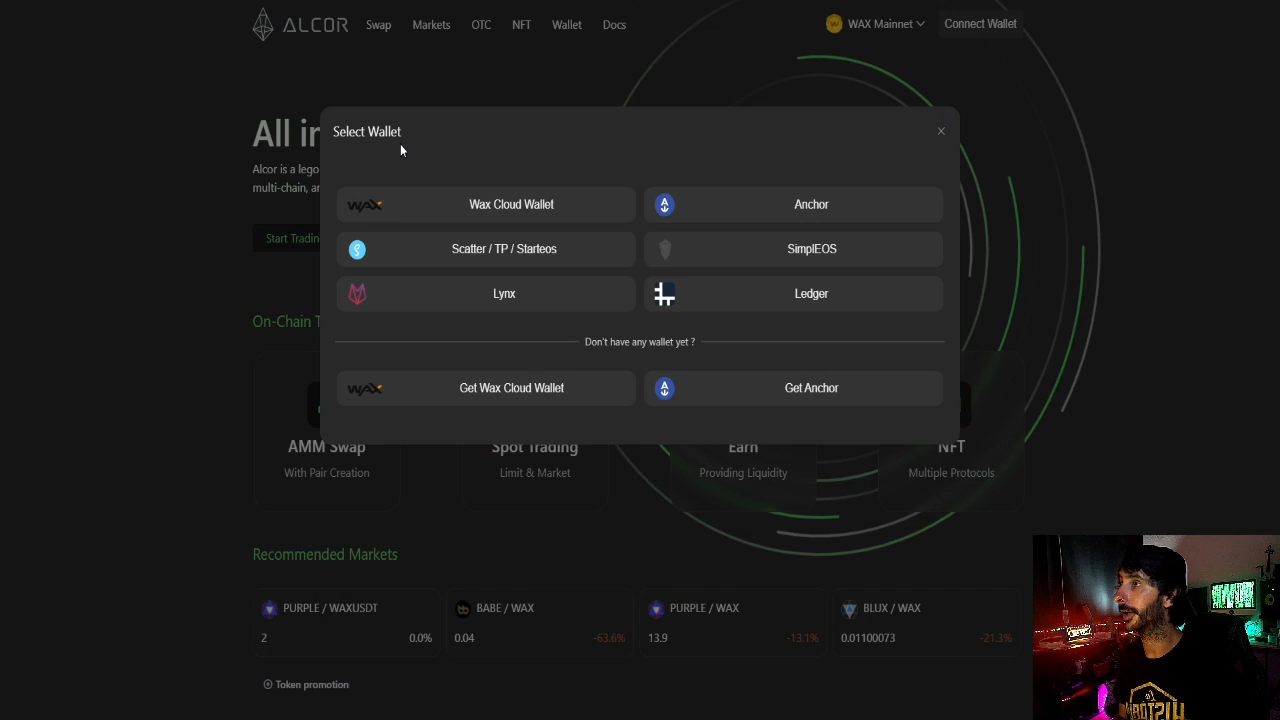 ALCOR Swap Markets OTC NFT Wallet Docs WAX Mainnet Connect Wallet
All in
Select Wallet
Alcor is a lego
multi-chain, a
WAX Wax Cloud Wallet Anchor
Start Tradin
Scatter / TP / Starteos SimplEOS
Lynx Ledger
On-Chain T
Don't have any wallet yet ?
WAX Get Wax Cloud Wallet Get Anchor
AMM Swap Spot Trading Earn NFT
With Pair Creation Limit & Market Providing Liquidity Multiple Protocols
Recommended Markets
PURPLE / WAXUSDT BABE / WAX PURPLE / WAX BLUX / WAX
2 0.0% 0.04 -63.6% 13.9 -13.1% 0.01100073 -21.3%
Token promotion